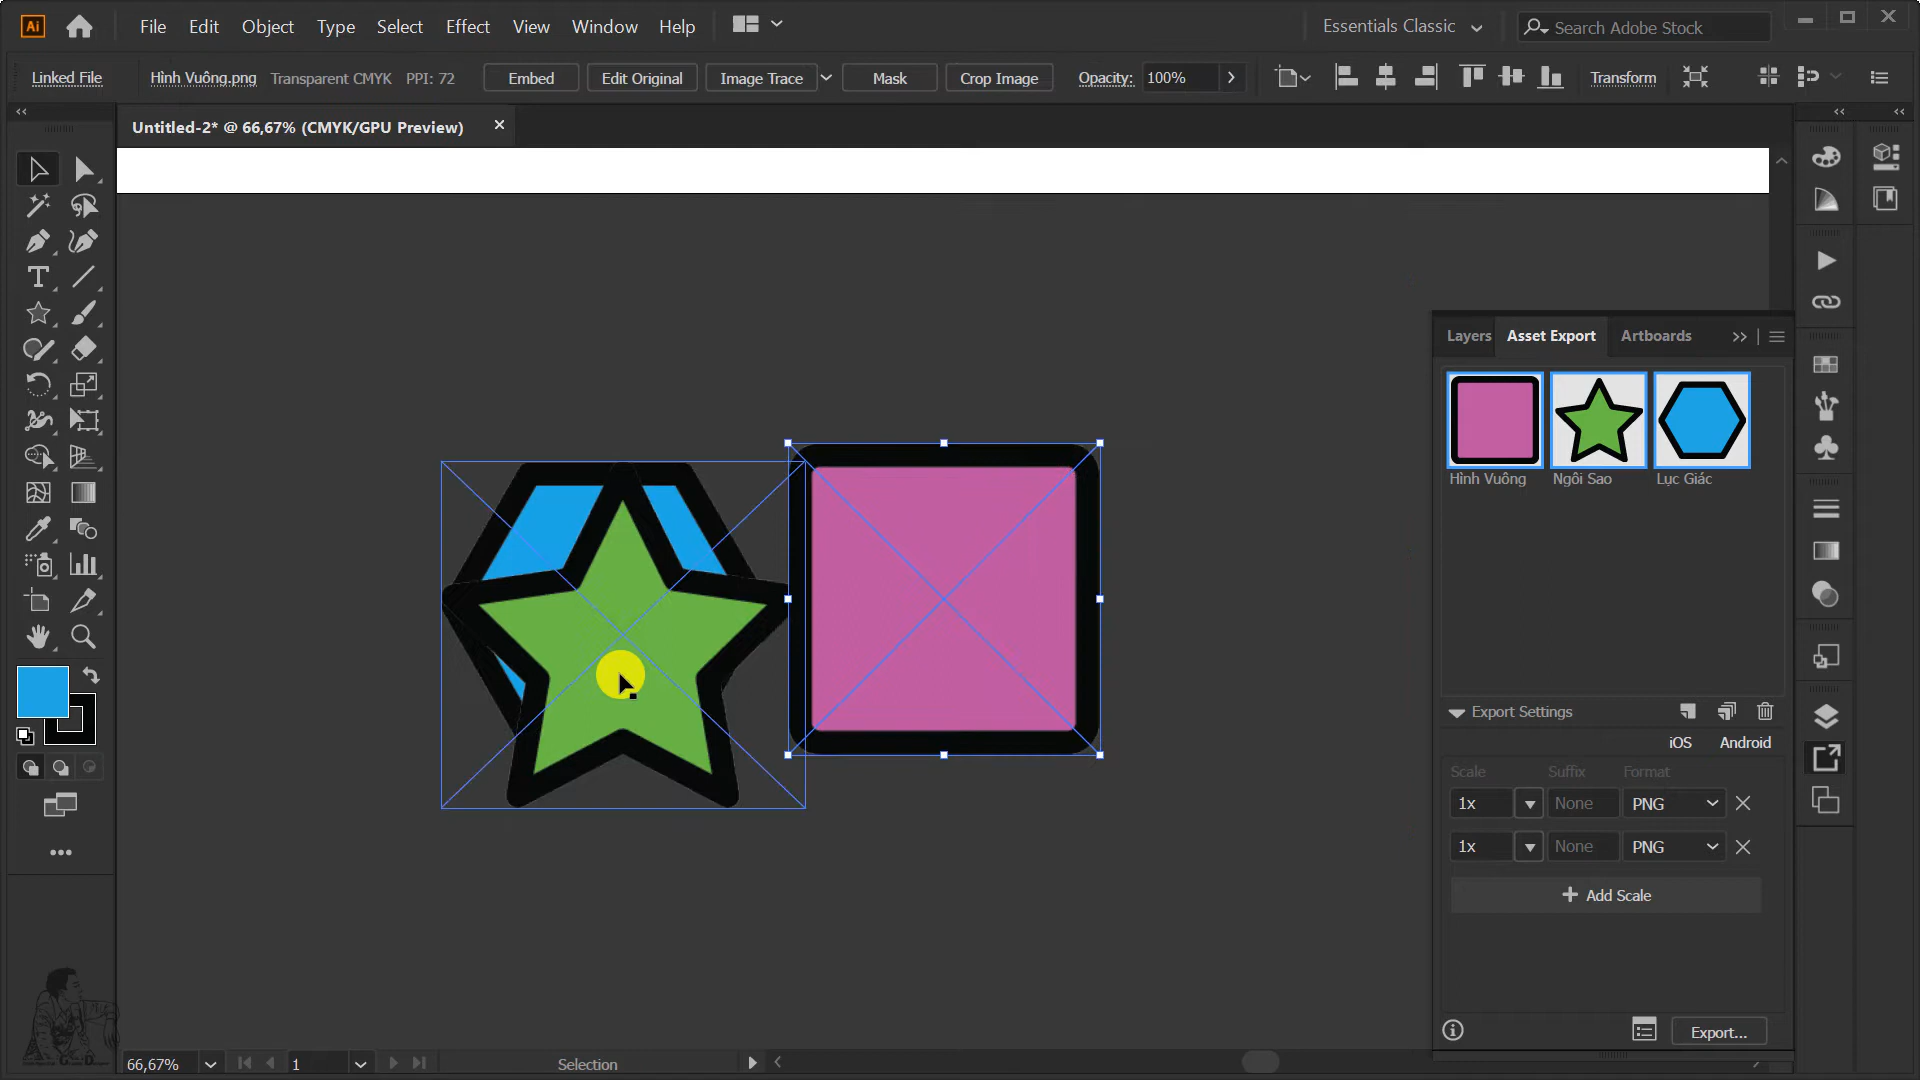 Ai File Edit Object Type Select Effect View Window Help Essentials Classic Search Adobe Stock
Linked File Hình Vuông.png Transparent CMYK PPI: 72 Embed Edit Original Image Trace Mask Crop Image Opacity: 100% Transform
Untitled-2* @ 66,67% (CMYK/GPU Preview)
Layers Asset Export Artboards
Hình Vuông Ngôi Sao Lục Giác
Export Settings
iOS Android
Scale Suffix Format
1x None PNG
1x None PNG
Add Scale
Export...
66,67% 1 Selection